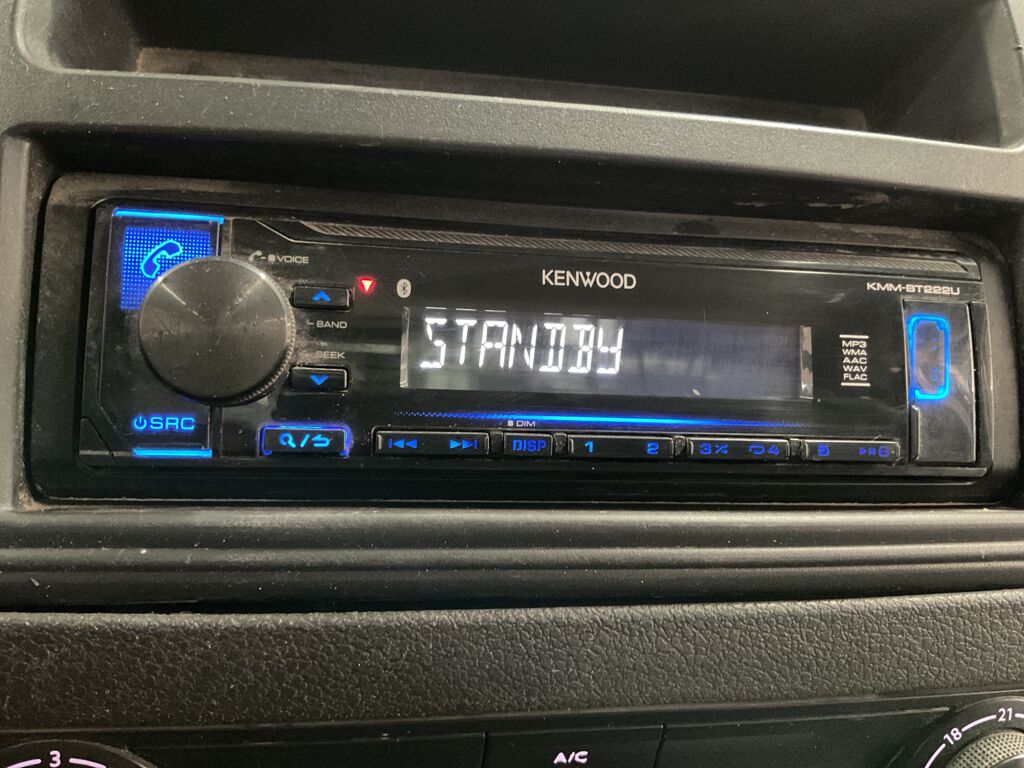 VOICE
KENWOOD
KMM-BT222U
BAND
SEEK
STANDBY
MP3
WMA
AAC
WAV
FLAC
SRC
DIM
DISP
1
2
3
4
5
6
3
A/C
18
21